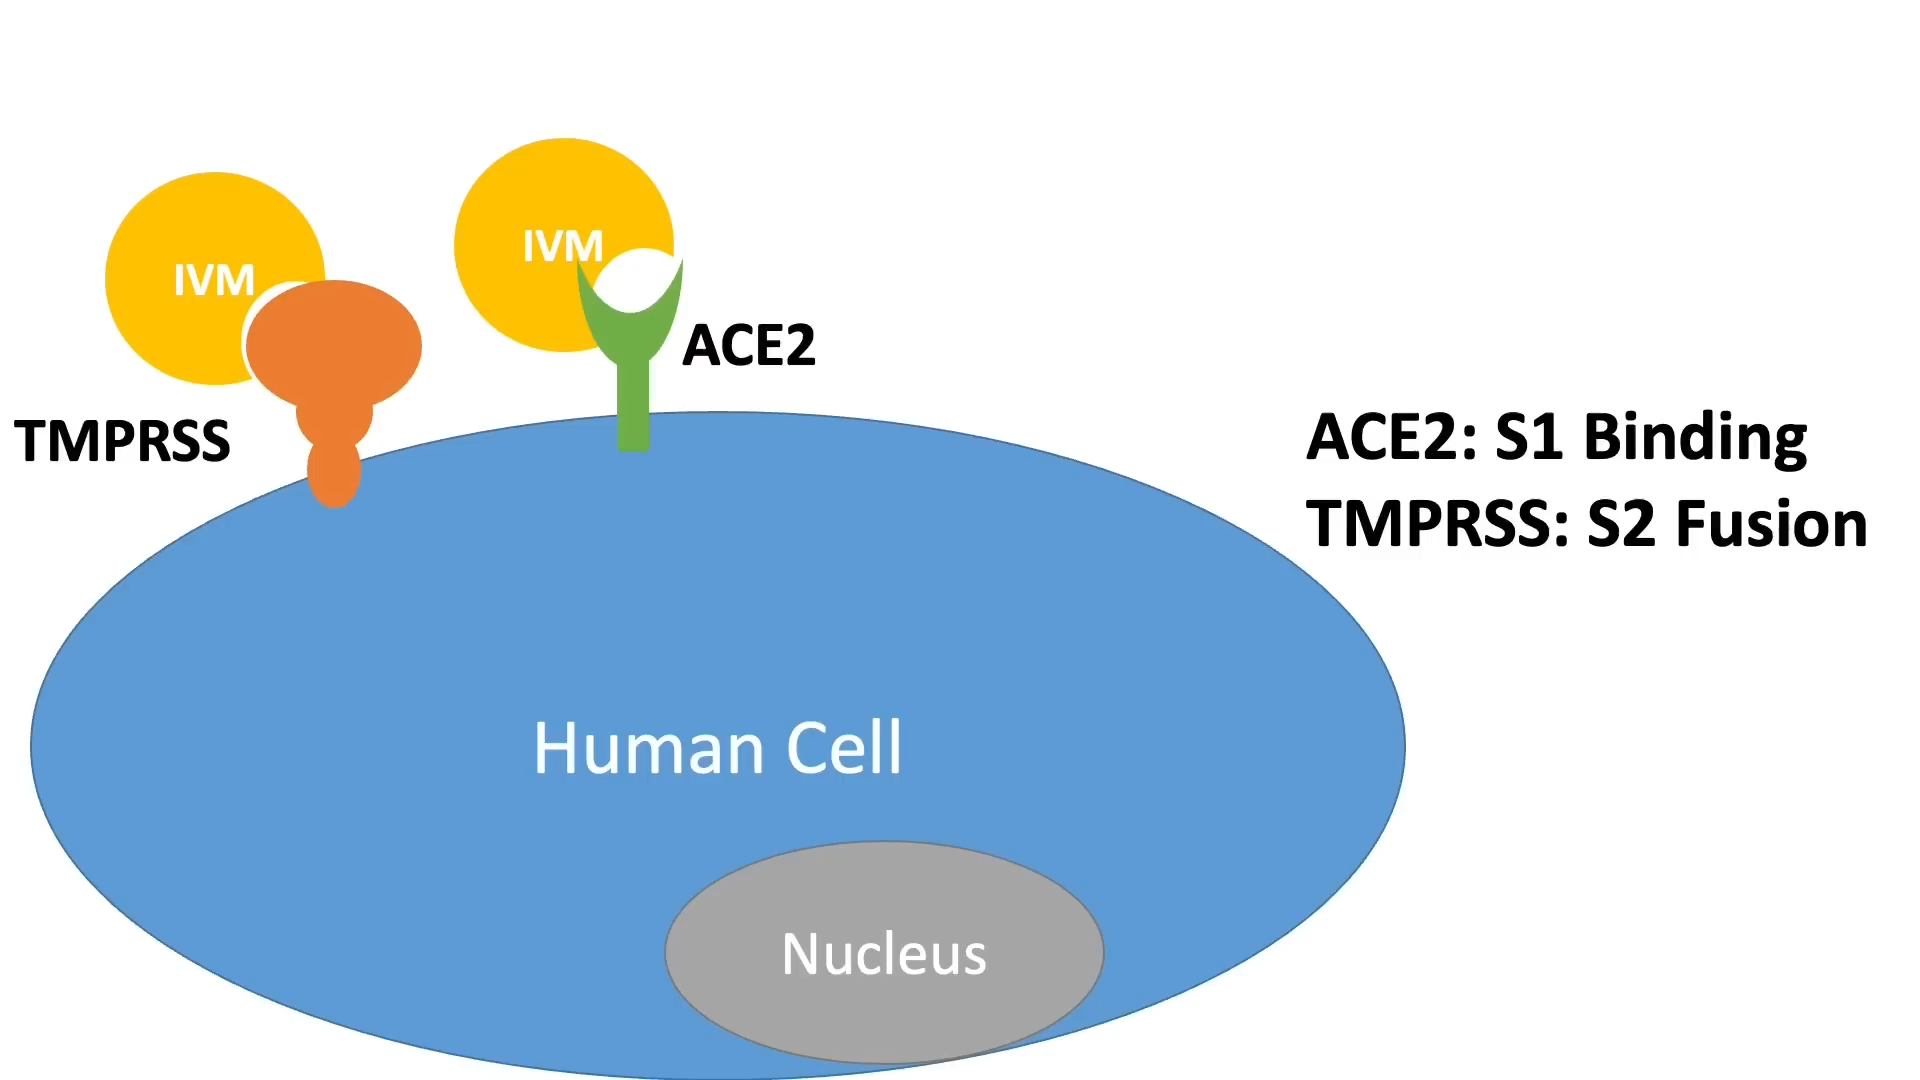 IVM
IVM
ACE2
TMPRSS
ACE2: S1 Binding
TMPRSS: S2 Fusion
Human Cell
Nucleus